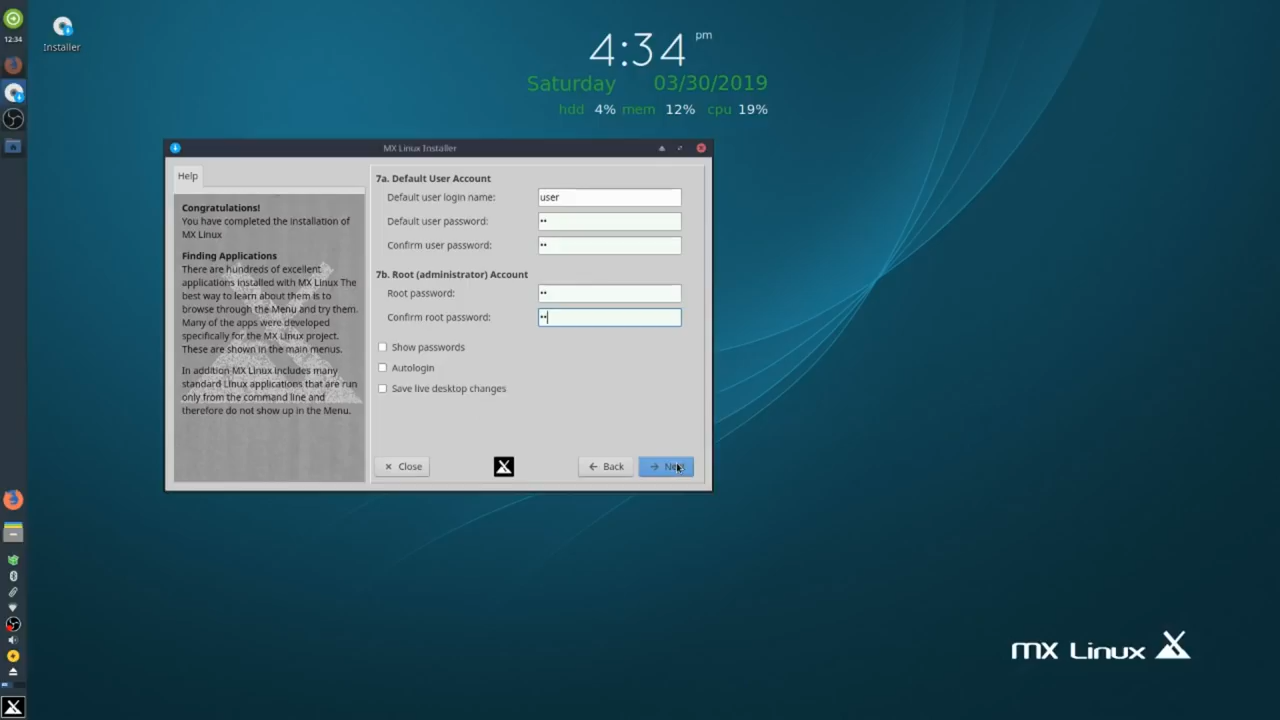 12:34
Installer
4:34 pm
Saturday 03/30/2019
hdd 4% mem 12% cpu 19%
MX Linux Installer
Help
Congratulations!
You have completed the installation of
MX Linux
Finding Applications
There are hundreds of excellent
applications installed with MX Linux The
best way to learn about them is to
browse through the Menu and try them.
Many of the apps were developed
specifically for the MX Linux project.
These are shown in the main menus.
In addition MX Linux includes many
standard Linux applications that are run
only from the command line and
therefore do not show up in the Menu.
7a. Default User Account
Default user login name: user
Default user password: ••
Confirm user password: ••
7b. Root (administrator) Account
Root password: ••
Confirm root password: ••
Show passwords
Autologin
Save live desktop changes
Close
Back
MX Linux